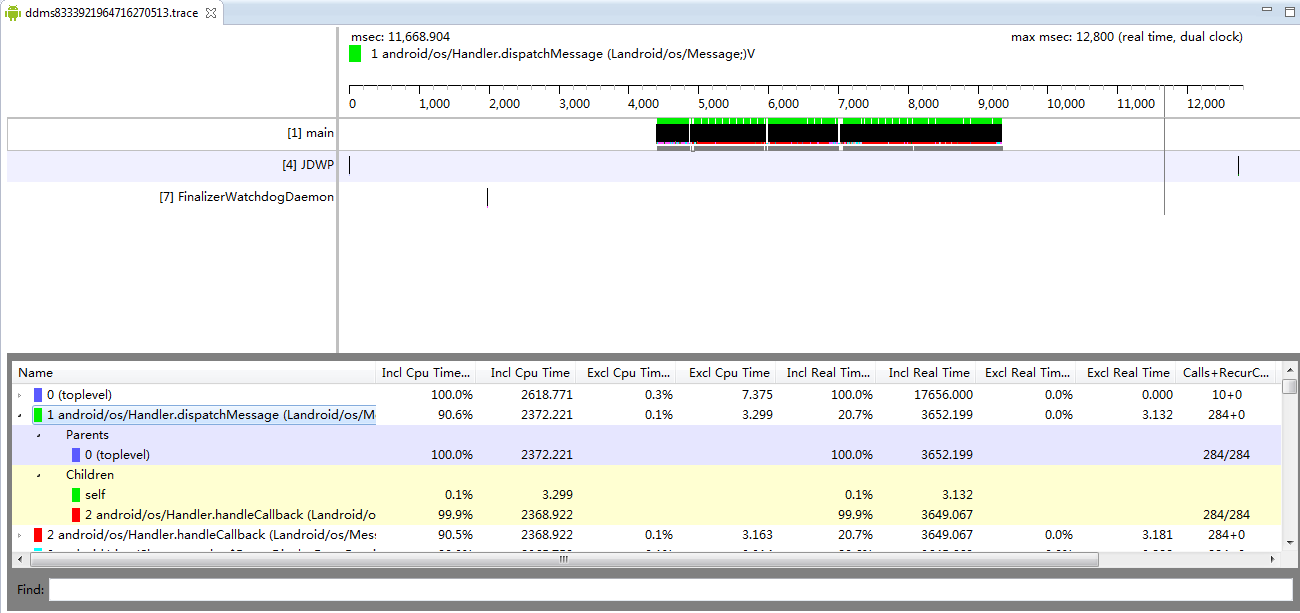 ddms8333921964716270513.trace
msec: 11,668.904 max msec: 12,800 (real time, dual clock)
1 android/os/Handler.dispatchMessage (Landroid/os/Message;)V
0 1,000 2,000 3,000 4,000 5,000 6,000 7,000 8,000 9,000 10,000 11,000 12,000
[1] main
[4] JDWP
[7] FinalizerWatchdogDaemon
Name Incl Cpu Time... Incl Cpu Time Excl Cpu Tim... Excl Cpu Time Incl Real Tim... Incl Real Time Excl Real Tim... Excl Real Time Calls+RecurC...
0 (toplevel) 100.0% 2618.771 0.3% 7.375 100.0% 17656.000 0.0% 0.000 10+0
1 android/os/Handler.dispatchMessage (Landroid/os/M 90.6% 2372.221 0.1% 3.299 20.7% 3652.199 0.0% 3.132 284+0
Parents
0 (toplevel) 100.0% 2372.221 100.0% 3652.199 284/284
Children
self 0.1% 3.299 0.1% 3.132
2 android/os/Handler.handleCallback (Landroid/o 99.9% 2368.922 99.9% 3649.067 284/284
2 android/os/Handler.handleCallback (Landroid/os/Mess 90.5% 2368.922 0.1% 3.163 20.7% 3649.067 0.0% 3.181 284+0
Find: